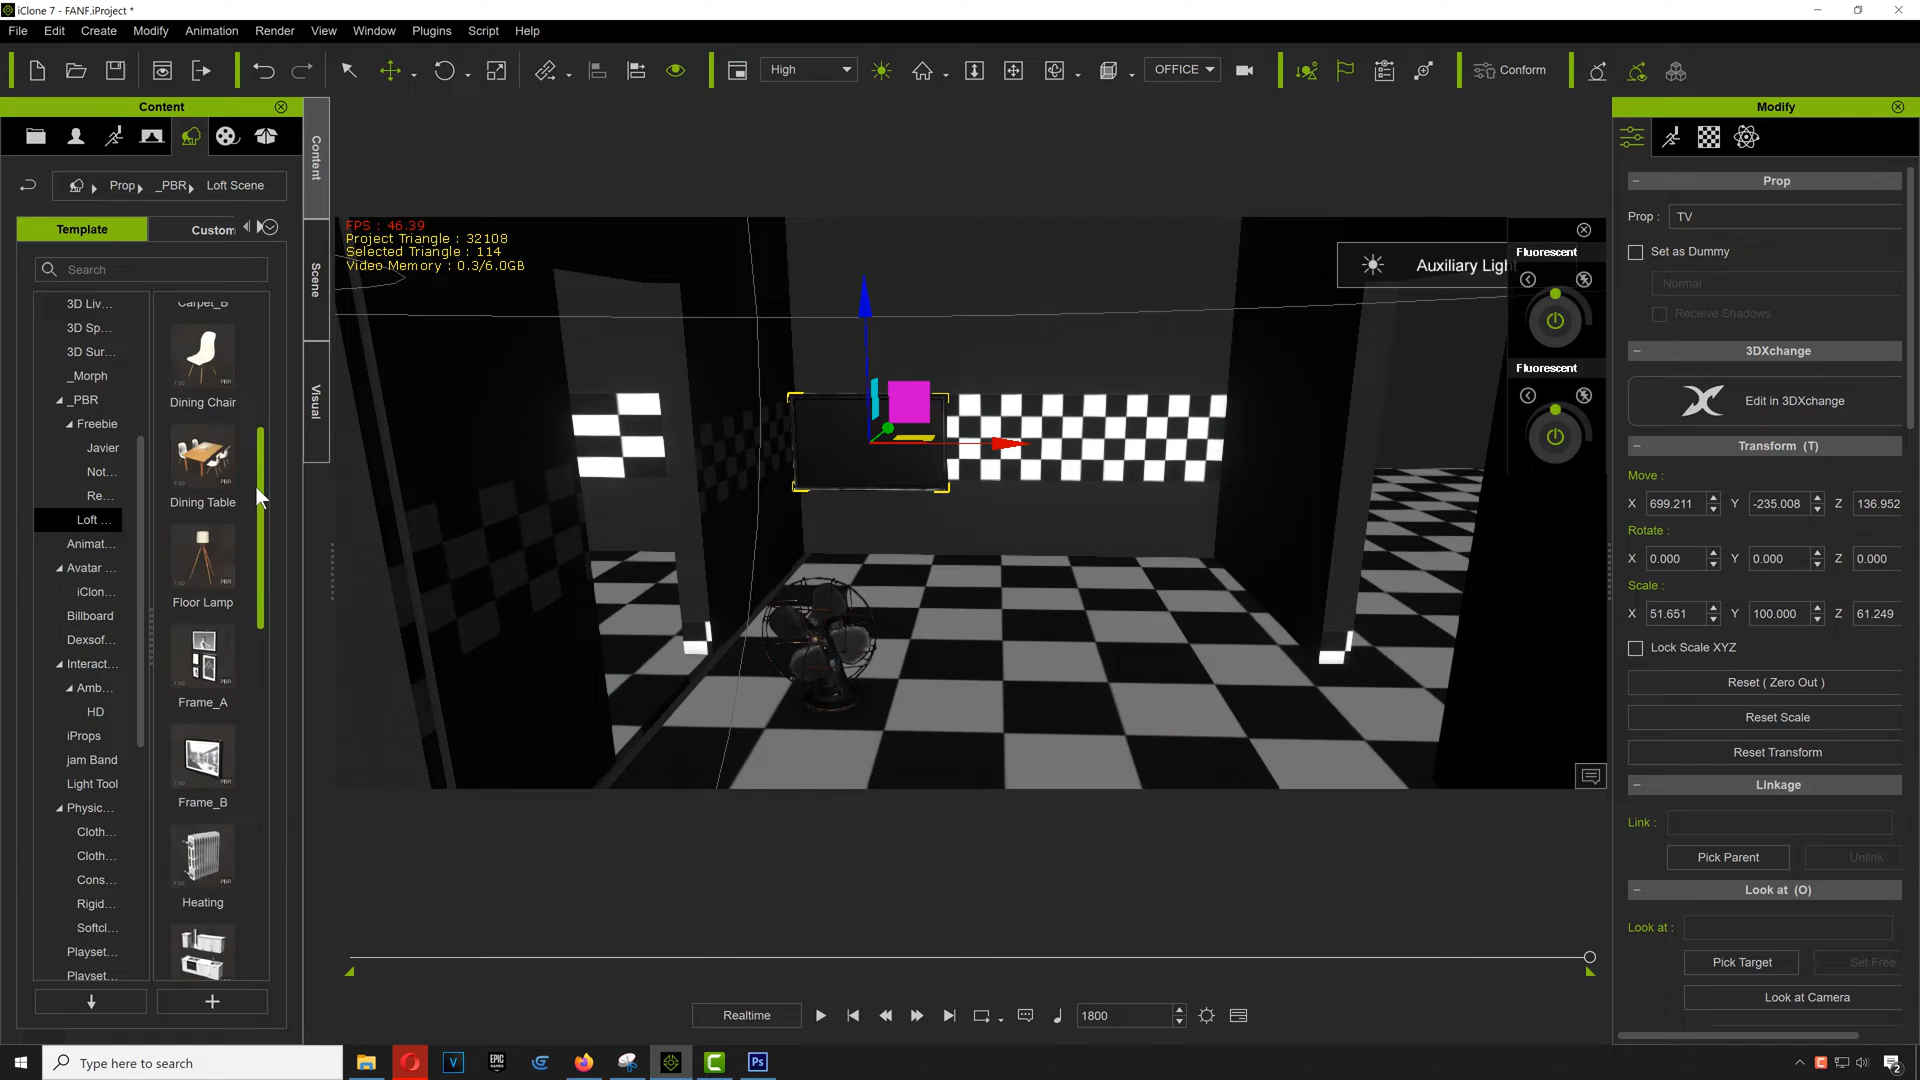 iClone 7 - FANF.iProject *
File Edit Create Modify Animation Render View Window Plugins Script Help
High
OFFICE
Conform
Content
Modify
Prop _PBR Loft Scene
Template Custom
Search
Content
Scene
Visual
3D Liv...
3D Sp...
3D Sur...
_Morph
_PBR
Freebie
Javier
Not...
Re...
Loft ...
Animat...
Avatar ...
iClon...
Billboard
Dexsof...
Interact...
Amb...
HD
iProps
jam Band
Light Tool
Physic...
Cloth...
Cloth...
Cons...
Rigid...
Softcl...
Playset...
Playset...
Carpet_B
Dining Chair
Dining Table
Floor Lamp
Frame_A
Frame_B
Heating
FPS : 46.39
Project Triangle : 32108
Selected Triangle : 114
Video Memory : 0.3/6.0GB
Auxiliary Ligh
Fluorescent
Fluorescent
Prop
Prop : TV
Set as Dummy
Normal
Receive Shadows
3DXchange
Edit in 3DXchange
Transform (T)
Move :
X 699.211 Y -235.008 Z 136.952
Rotate :
X 0.000 Y 0.000 Z 0.000
Scale :
X 51.651 Y 100.000 Z 61.249
Lock Scale XYZ
Reset ( Zero Out )
Reset Scale
Reset Transform
Linkage
Link :
Pick Parent Unlink
Look at (O)
Look at :
Pick Target Set Free
Look at Camera
Realtime
1800
Type here to search
EPIC GAMES
Ps
2